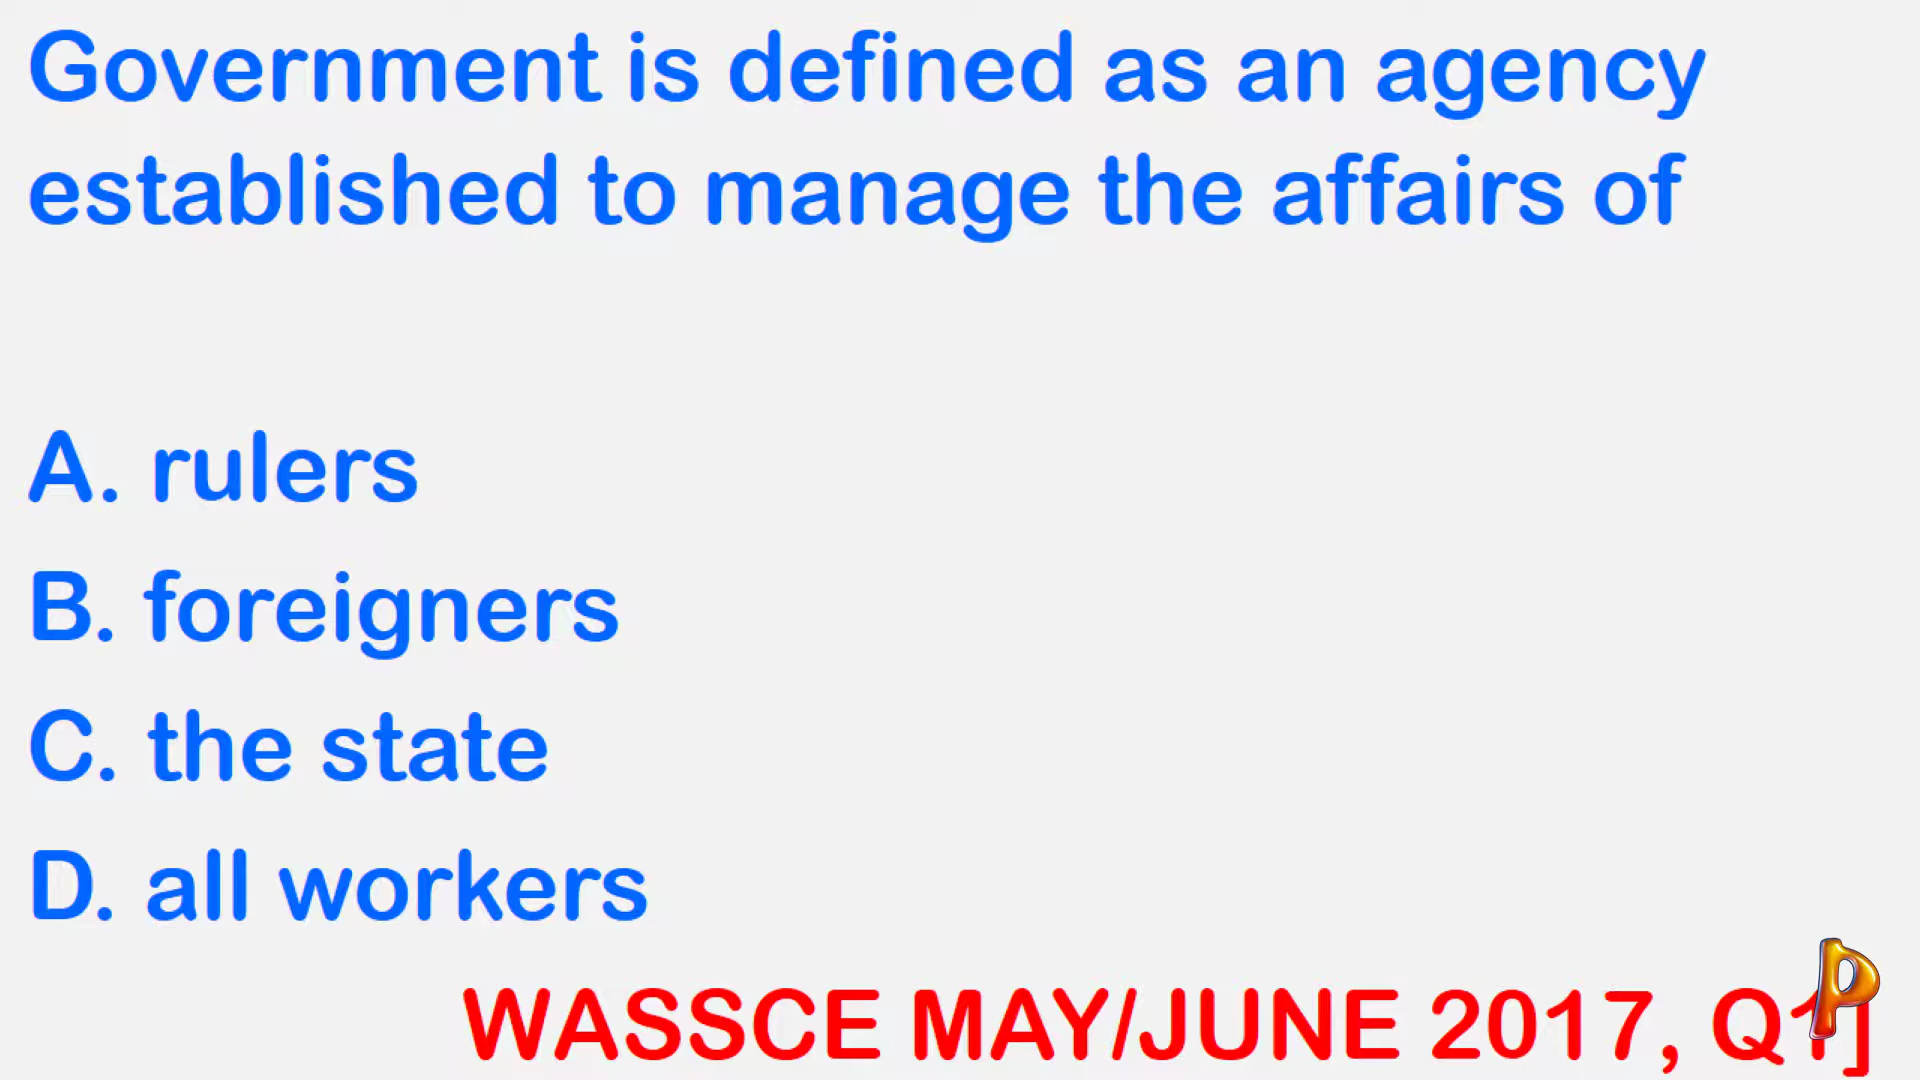 Government is defined as an agency
established to manage the affairs of
A. rulers
B. foreigners
C. the state
D. all workers
WASSCE MAY/JUNE 2017, Q1]
P